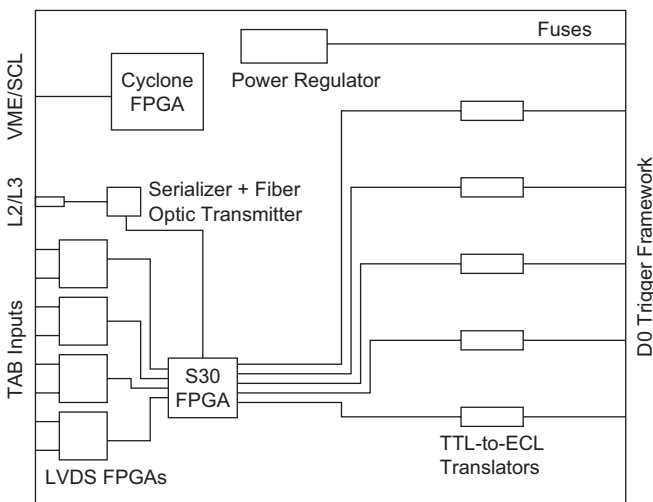 Fuses
Power Regulator
Cyclone
FPGA
VME/SCL
L2/L3
Serializer + Fiber
Optic Transmitter
TAB Inputs
S30
FPGA
LVDS FPGAs
TTL-to-ECL
Translators
D0 Trigger Framework